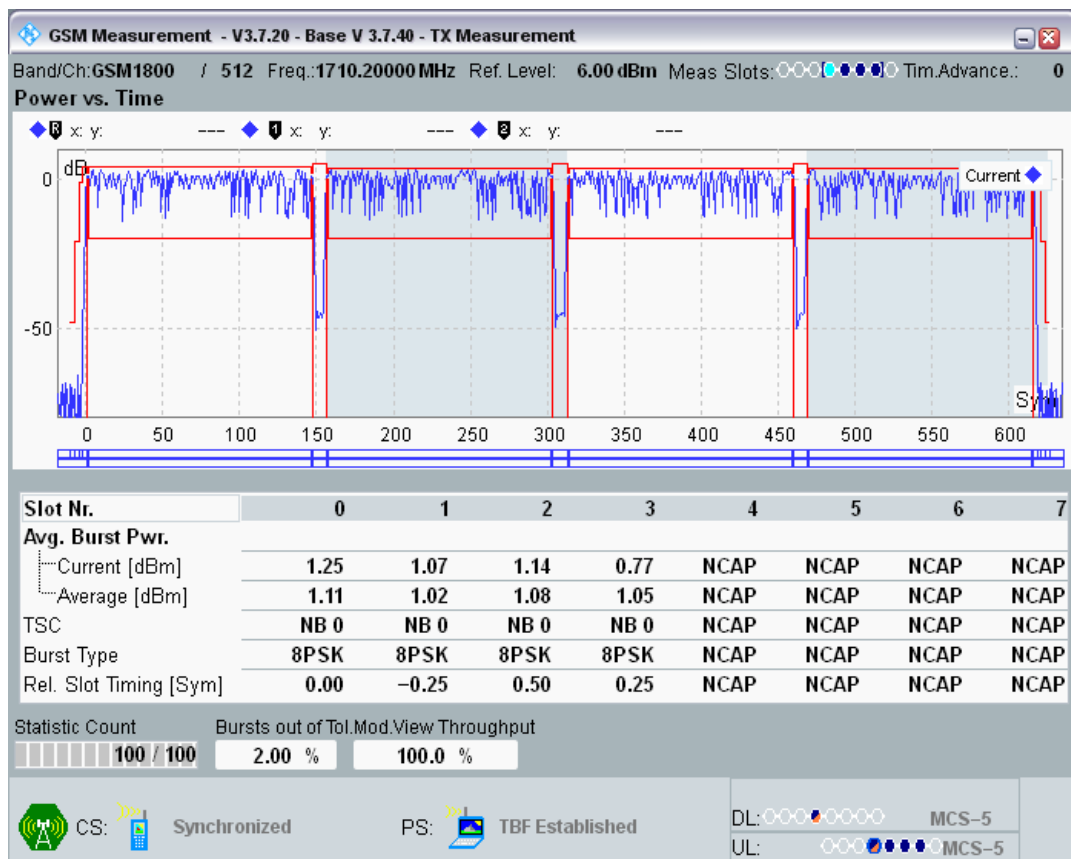 GSM Measurement - V3.7.20 - Base V 3.7.40 - TX Measurement
Band/Ch:GSM1800 / 512 Freq.:1710.20000 MHz Ref. Level: 6.00 dBm Meas Slots: Tim.Advance.: 0
Power vs. Time
R x: y: --- 1 x: y: --- 2 x: y: ---
dB
Current
0
-50
Sym
0 50 100 150 200 250 300 350 400 450 500 550 600
Slot Nr. 0 1 2 3 4 5 6 7
Avg. Burst Pwr.
Current [dBm] 1.25 1.07 1.14 0.77 NCAP NCAP NCAP NCAP
Average [dBm] 1.11 1.02 1.08 1.05 NCAP NCAP NCAP NCAP
TSC NB 0 NB 0 NB 0 NB 0 NCAP NCAP NCAP NCAP
Burst Type 8PSK 8PSK 8PSK 8PSK NCAP NCAP NCAP NCAP
Rel. Slot Timing [Sym] 0.00 −0.25 0.50 0.25 NCAP NCAP NCAP NCAP
Statistic Count Bursts out of Tol.Mod.View Throughput
100 / 100 2.00 % 100.0 %
CS: Synchronized PS: TBF Established
DL: MCS–5
UL: MCS–5